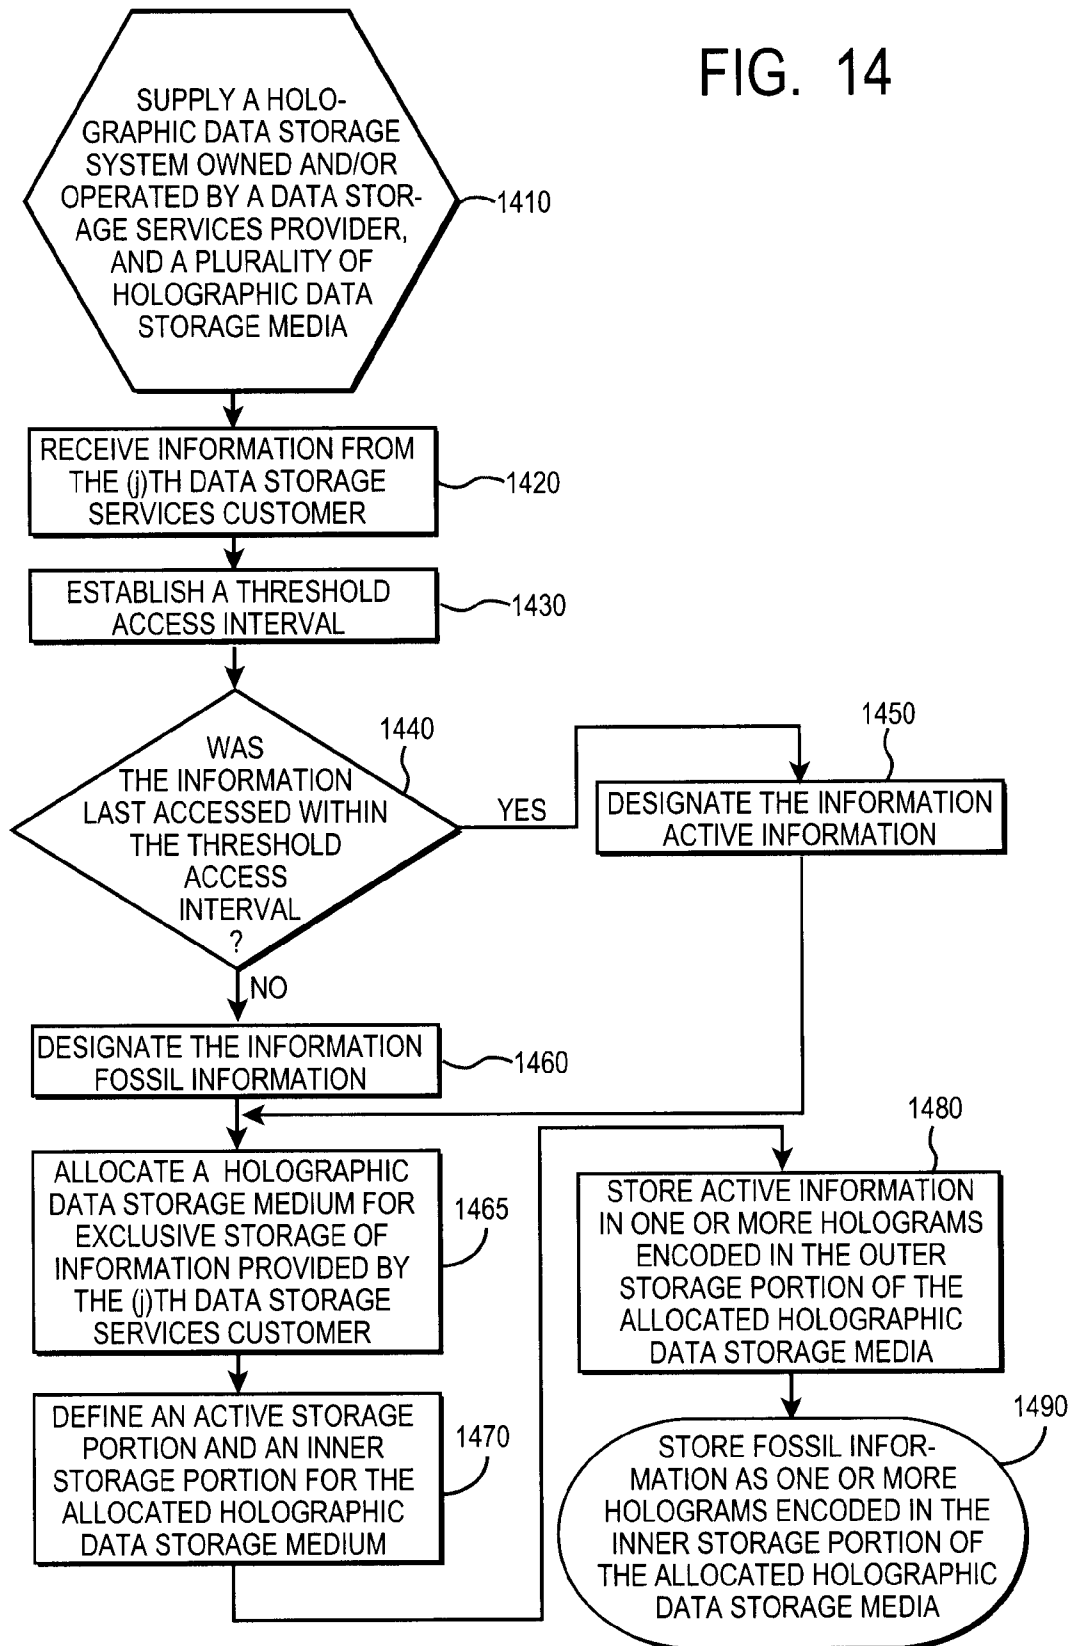 FIG. 14
SUPPLY A HOLO-
GRAPHIC DATA STORAGE
SYSTEM OWNED AND/OR
OPERATED BY A DATA STOR-
AGE SERVICES PROVIDER,
AND A PLURALITY OF
HOLOGRAPHIC DATA
STORAGE MEDIA
1410
RECEIVE INFORMATION FROM
THE (j)TH DATA STORAGE
SERVICES CUSTOMER
1420
ESTABLISH A THRESHOLD
ACCESS INTERVAL
1430
WAS
THE INFORMATION
LAST ACCESSED WITHIN
THE THRESHOLD
ACCESS
INTERVAL
?
1440
YES
NO
DESIGNATE THE INFORMATION
ACTIVE INFORMATION
1450
DESIGNATE THE INFORMATION
FOSSIL INFORMATION
1460
ALLOCATE A HOLOGRAPHIC
DATA STORAGE MEDIUM FOR
EXCLUSIVE STORAGE OF
INFORMATION PROVIDED BY
THE (j)TH DATA STORAGE
SERVICES CUSTOMER
1465
DEFINE AN ACTIVE STORAGE
PORTION AND AN INNER
STORAGE PORTION FOR THE
ALLOCATED HOLOGRAPHIC
DATA STORAGE MEDIUM
1470
STORE ACTIVE INFORMATION
IN ONE OR MORE HOLOGRAMS
ENCODED IN THE OUTER
STORAGE PORTION OF THE
ALLOCATED HOLOGRAPHIC
DATA STORAGE MEDIA
1480
STORE FOSSIL INFOR-
MATION AS ONE OR MORE
HOLOGRAMS ENCODED IN THE
INNER STORAGE PORTION OF
THE ALLOCATED HOLOGRAPHIC
DATA STORAGE MEDIA
1490